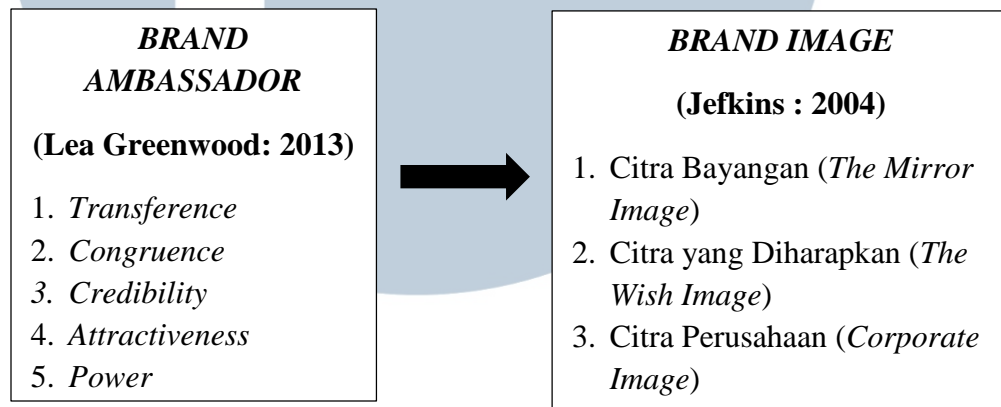 BRAND
AMBASSADOR
(Lea Greenwood: 2013)
1. Transference
2. Congruence
3. Credibility
4. Attractiveness
5. Power
BRAND IMAGE
(Jefkins : 2004)
1. Citra Bayangan (The Mirror
Image)
2. Citra yang Diharapkan (The
Wish Image)
3. Citra Perusahaan (Corporate
Image)